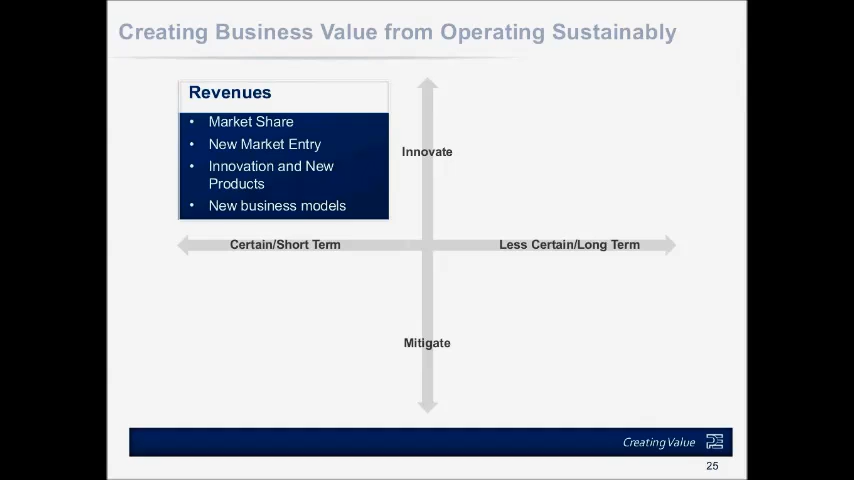 Creating Business Value from Operating Sustainably
Revenues
• Market Share
• New Market Entry
• Innovation and New
Products
• New business models
Innovate
Certain/Short Term
Less Certain/Long Term
Mitigate
Creating Value
25